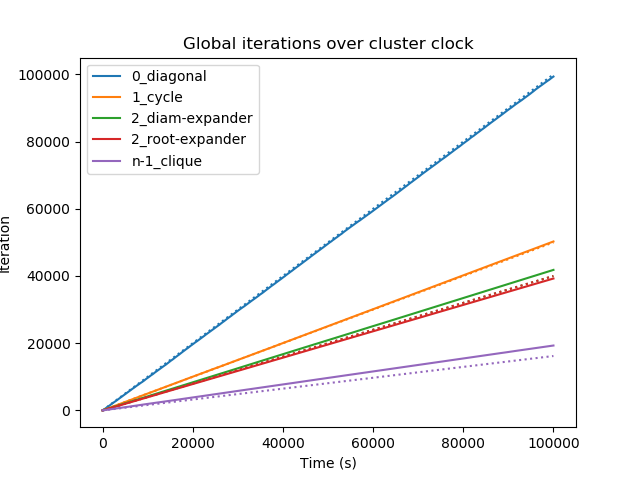 Global iterations over cluster clock
100000
80000
60000
40000
20000
0
Iteration
0_diagonal
1_cycle
2_diam-expander
2_root-expander
n-1_clique
0 20000 40000 60000 80000 100000
Time (s)